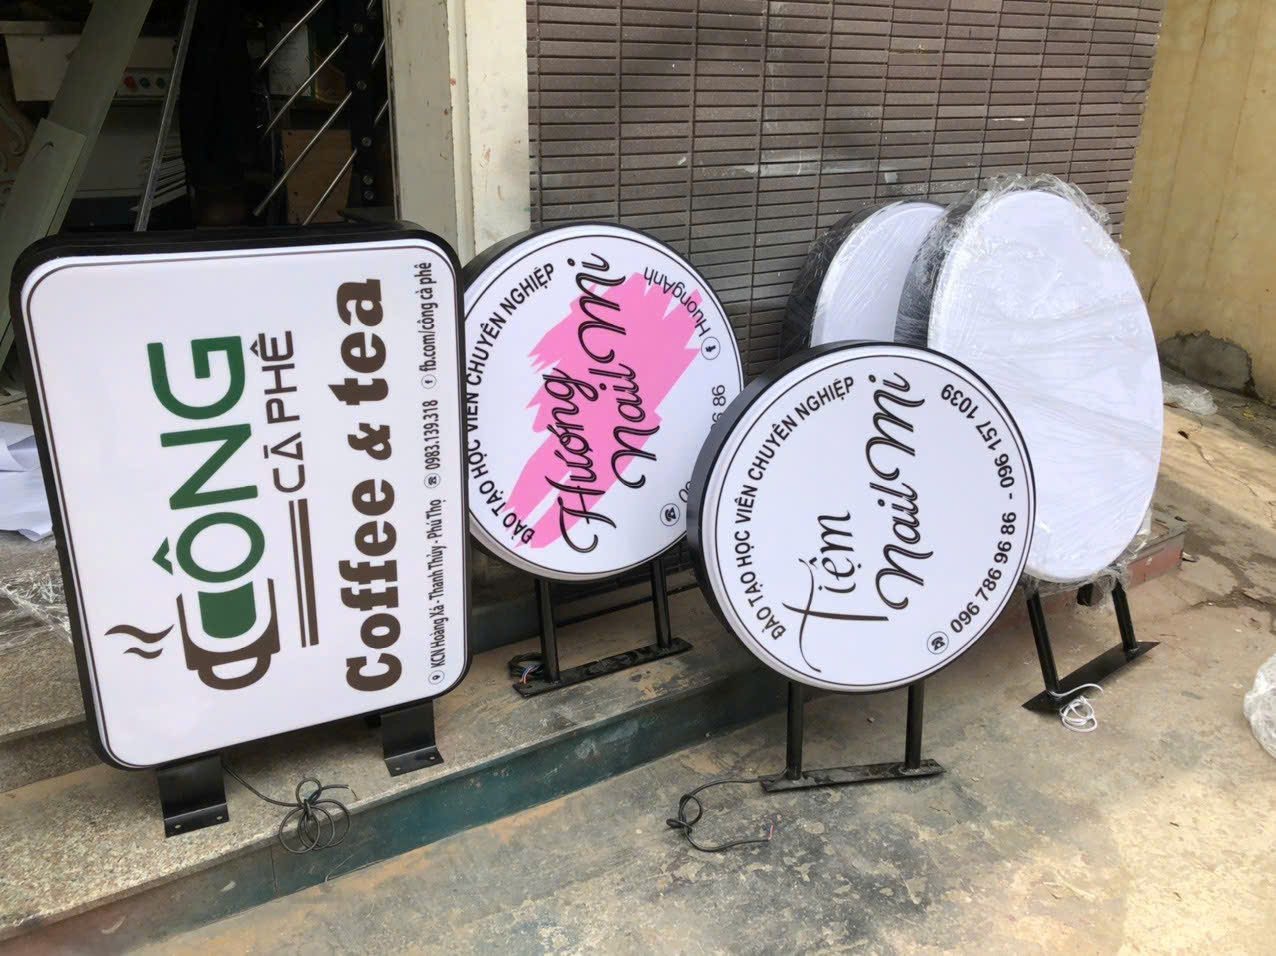 CÔNG
CÀ PHÊ
Coffee & tea
KCN Hoàng Xá - Thanh Thủy - Phú Thọ 0983.139.318 fb.com/công cà phê
ĐÀO TẠO HỌC VIÊN CHUYÊN NGHIỆP
Hương
Nail Mi
HuongAnh
86
ĐÀO TẠO HỌC VIÊN CHUYÊN NGHIỆP
Tiệm
Nail Mi
096 786 96 86 - 096 157 1039